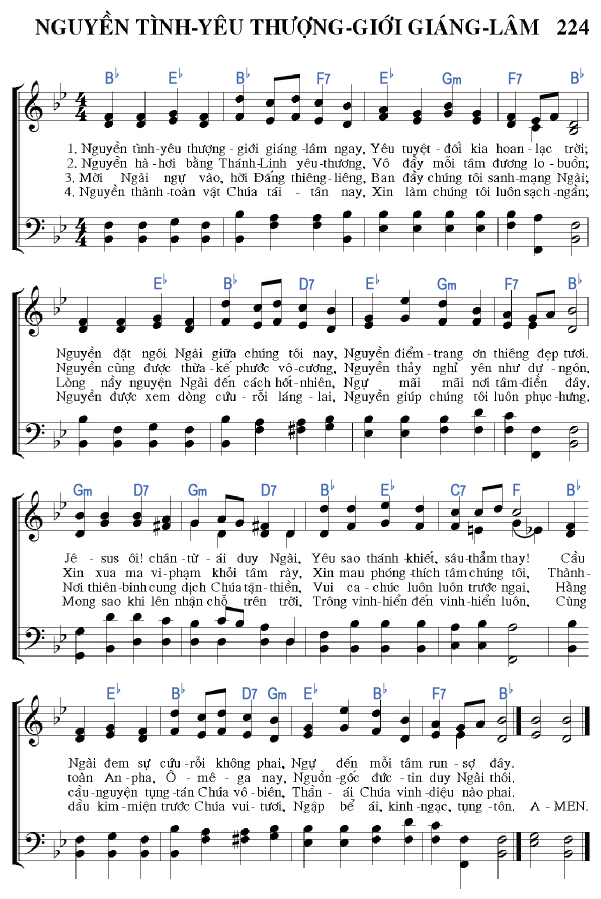 NGUYỀN TÌNH-YÊU THƯỢNG-GIỚI GIÁNG-LÂM 224
B♭ E♭ B♭ F7 E♭ Gm F7 B♭
1. Nguyền tình-yêu thượng-giới giáng-lâm ngay, Yêu tuyệt-đối kia hoan-lạc trời;
2. Nguyền hà-hơi bằng Thánh-Linh yêu-thương, Vô đầy mỗi tâm đương lo-buồn;
3. Mời Ngài ngự vào, hỡi Đấng thiêng-liêng, Ban đầy chúng tôi sanh-mạng Ngài;
4. Nguyền thành-toàn vật Chúa tái-tân nay, Xin làm chúng tôi luôn sạch-ngần;
E♭ B♭ D7 E♭ Gm F7 B♭
Nguyền đặt ngôi Ngài giữa chúng tôi nay, Nguyền điểm-trang ơn thiêng đẹp tươi.
Nguyền cùng được thừa-kế phước vô-cương, Nguyền thảy nghỉ yên như dự-ngôn.
Lòng nầy nguyện Ngài đến cách hốt-nhiên, Ngự mãi mãi nơi tâm-điền đây,
Nguyền được xem dòng cứu-rỗi láng-lai, Nguyền giúp chúng tôi luôn phục-hưng,
Gm D7 Gm D7 B♭ E♭ C7 F B♭
Jê-sus ôi! chân-từ-ái duy Ngài, Yêu sao thánh-khiết, sâu-thẳm thay! Cầu
Xin xua ma vi-phạm khỏi tâm rày, Xin mau phóng-thích tâm chúng tôi, Thành-
Nơi thiên-binh cung dịch Chúa tận-thiền, Vui ca-chúc luôn luôn trước ngai, Hằng
Mong sao khi lên nhận chỗ trên trời, Trông vinh-hiển đến vinh-hiển luôn, Cùng
E♭ B♭ D7 Gm E♭ B♭ F7 B♭
Ngài đem sự cứu-rỗi không phai, Ngự đến mỗi tâm run-sợ đây.
toàn An-pha, Ô-mê-ga nay, Nguồn-gốc đức-tin duy Ngài thôi.
cầu-nguyện tụng-tán Chúa vô-biên, Thần-ái Chúa vinh-diệu nào phai.
dầu kim-miện trước Chúa vui-tươi, Ngập bể ái, kinh-ngạc, tụng-tôn. A-MEN.